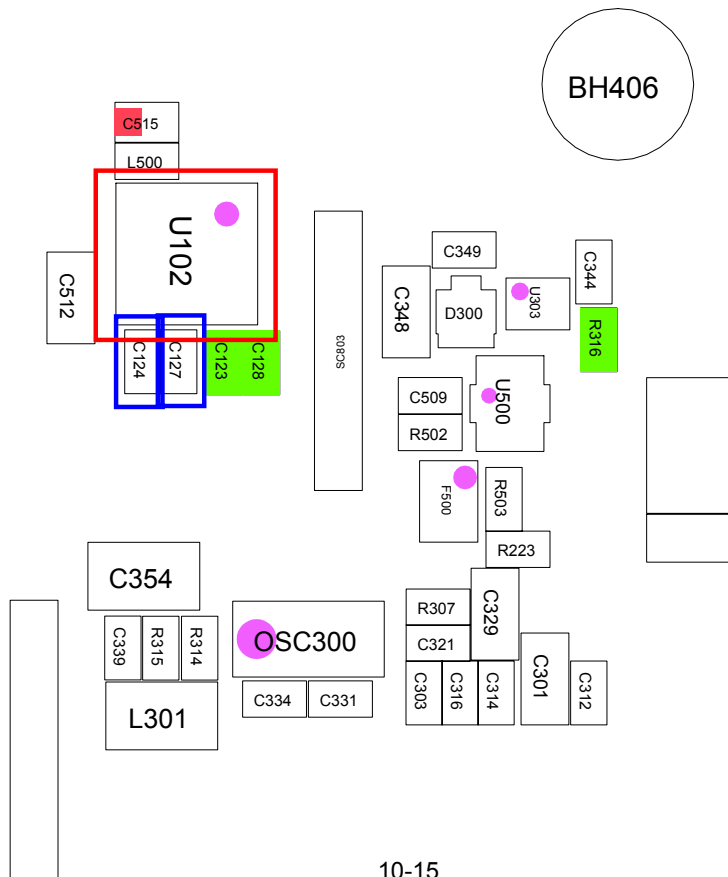 BH406
C515
L500
U102
C512
C349
C344
U303
C348
D300
R316
SC803
C124
C127
C123
C128
C509
U500
R502
F500
R503
R223
C354
C329
R307
OSC300
C339
R315
R314
C321
C301
C303
C316
C314
C312
L301
C334
C331
10-15